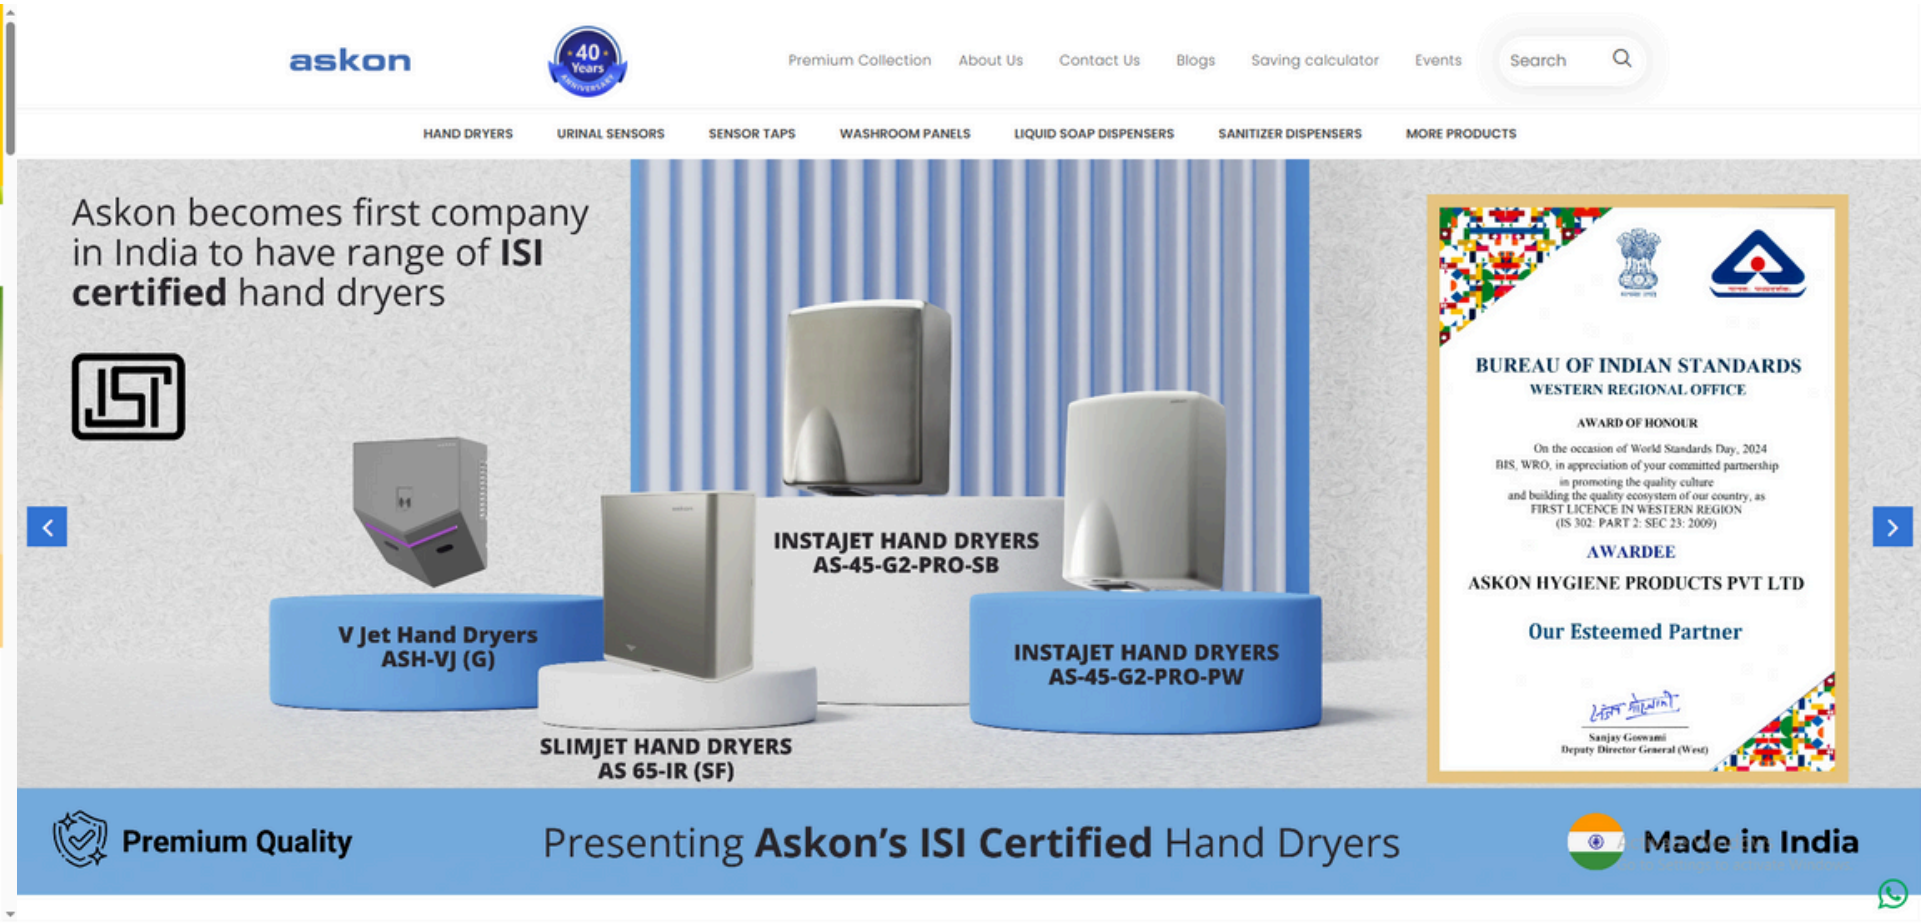 askon
40
Years
ANNIVERSARY
Premium Collection
About Us
Contact Us
Blogs
Saving calculator
Events
Search
HAND DRYERS
URINAL SENSORS
SENSOR TAPS
WASHROOM PANELS
LIQUID SOAP DISPENSERS
SANITIZER DISPENSERS
MORE PRODUCTS
Askon becomes first company
in India to have range of ISI
certified hand dryers
ISI
V Jet Hand Dryers
ASH-VJ (G)
SLIMJET HAND DRYERS
AS 65-IR (SF)
INSTAJET HAND DRYERS
AS-45-G2-PRO-SB
INSTAJET HAND DRYERS
AS-45-G2-PRO-PW
BUREAU OF INDIAN STANDARDS
WESTERN REGIONAL OFFICE
AWARD OF HONOUR
On the occasion of World Standards Day, 2024
BIS, WRO, in appreciation of your committed partnership
in promoting the quality culture
and building the quality ecosystem of our country, as
FIRST LICENCE IN WESTERN REGION
(IS 302: PART 2: SEC 23: 2009)
AWARDEE
ASKON HYGIENE PRODUCTS PVT LTD
Our Esteemed Partner
Sanjay Goswami
Deputy Director General (West)
Premium Quality
Presenting Askon's ISI Certified Hand Dryers
Made in India